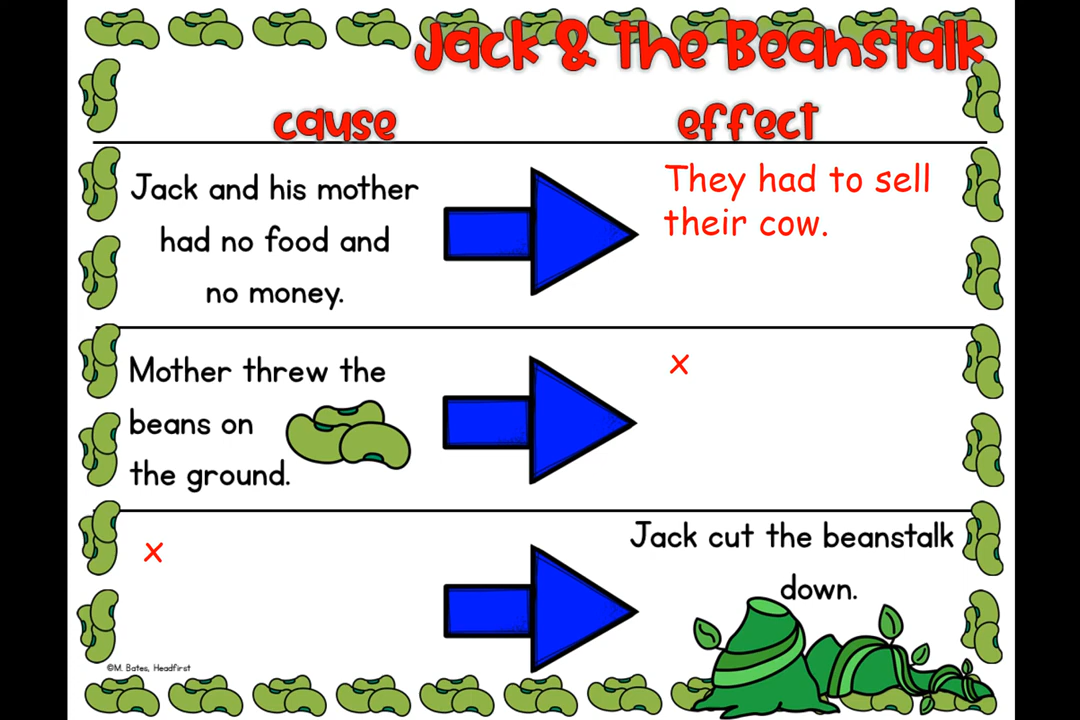 Jack & the Beanstalk
cause
effect
Jack and his mother
had no food and
no money.
They had to sell
their cow.
Mother threw the
beans on
the ground.
x
x
Jack cut the beanstalk
down.
©M. Bates, Headfirst